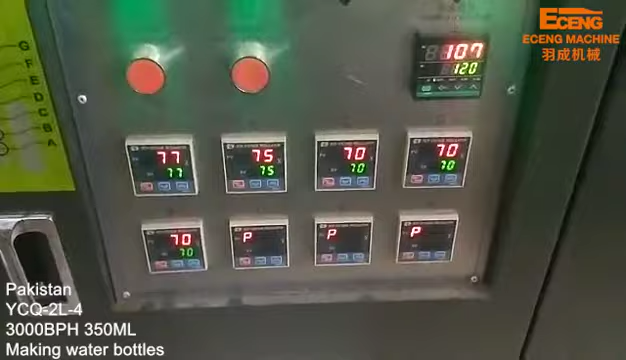 ECENG
ECENG MACHINE
羽成机械
107
120
G
F
E
D
C
B
A
77
77
75
75
70
70
70
70
70
70
P
P
P
Pakistan
YCQ-2L-4
3000BPH 350ML
Making water bottles